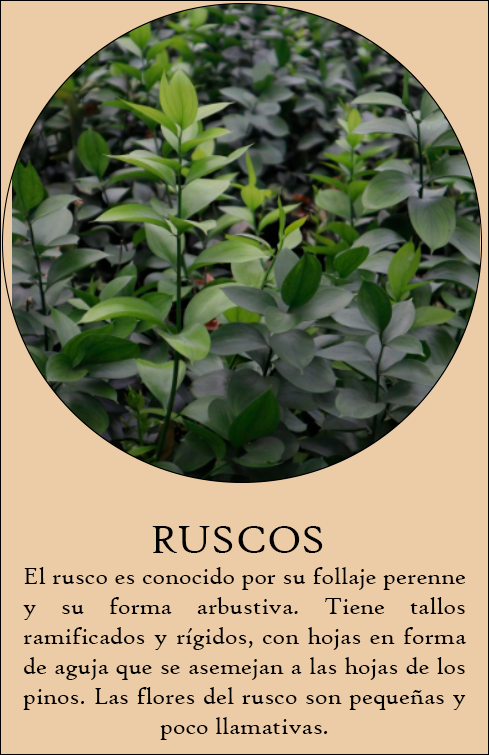 RUSCOS
El rusco es conocido por su follaje perenne
y su forma arbustiva. Tiene tallos
ramificados y rígidos, con hojas en forma
de aguja que se asemejan a las hojas de los
pinos. Las flores del rusco son pequeñas y
poco llamativas.